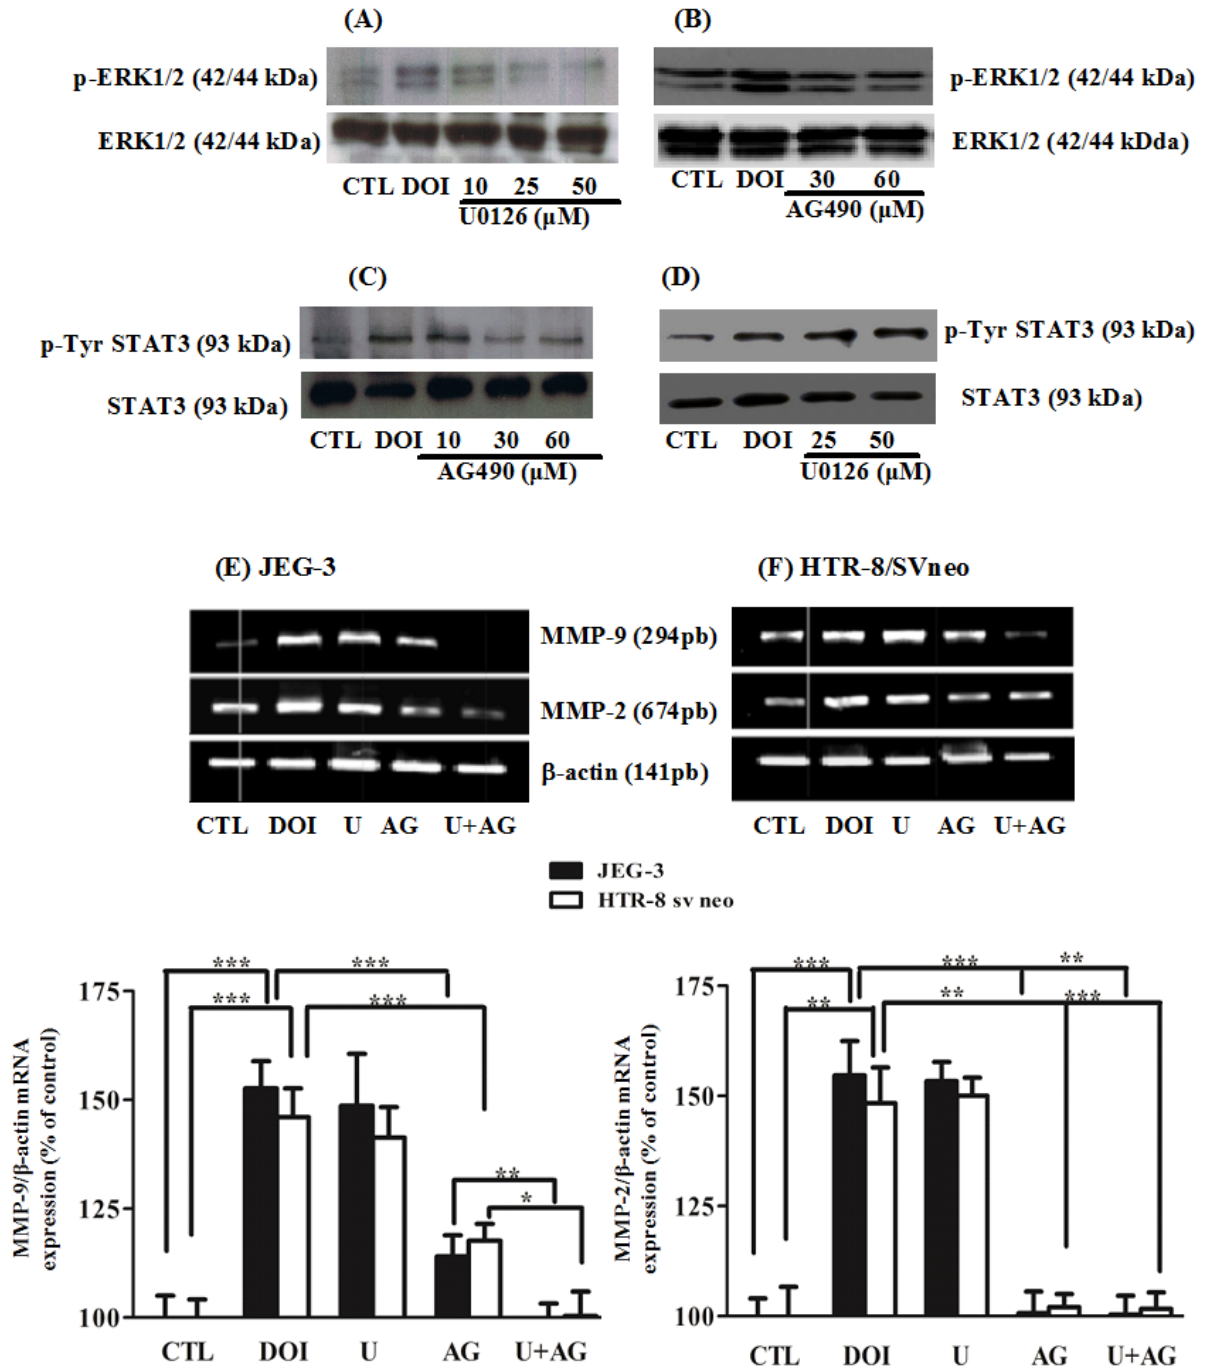 (A) (B)
p-ERK1/2 (42/44 kDa) p-ERK1/2 (42/44 kDa)
ERK1/2 (42/44 kDa) ERK1/2 (42/44 kDda)
CTL DOI 10 25 50 CTL DOI 30 60
U0126 (μM) AG490 (μM)
(C) (D)
p-Tyr STAT3 (93 kDa) p-Tyr STAT3 (93 kDa)
STAT3 (93 kDa) STAT3 (93 kDa)
CTL DOI 10 30 60 CTL DOI 25 50
AG490 (μM) U0126 (μM)
(E) JEG-3 (F) HTR-8/SVneo
MMP-9 (294pb)
MMP-2 (674pb)
β-actin (141pb)
CTL DOI U AG U+AG CTL DOI U AG U+AG
JEG-3
HTR-8 sv neo
MMP-9/β-actin mRNA
expression (% of control)
175
150
125
100
*** ***
*** ***
**
*
CTL DOI U AG U+AG
MMP-2/β-actin mRNA
expression (% of control)
175
150
125
100
*** *** **
** ** ***
CTL DOI U AG U+AG